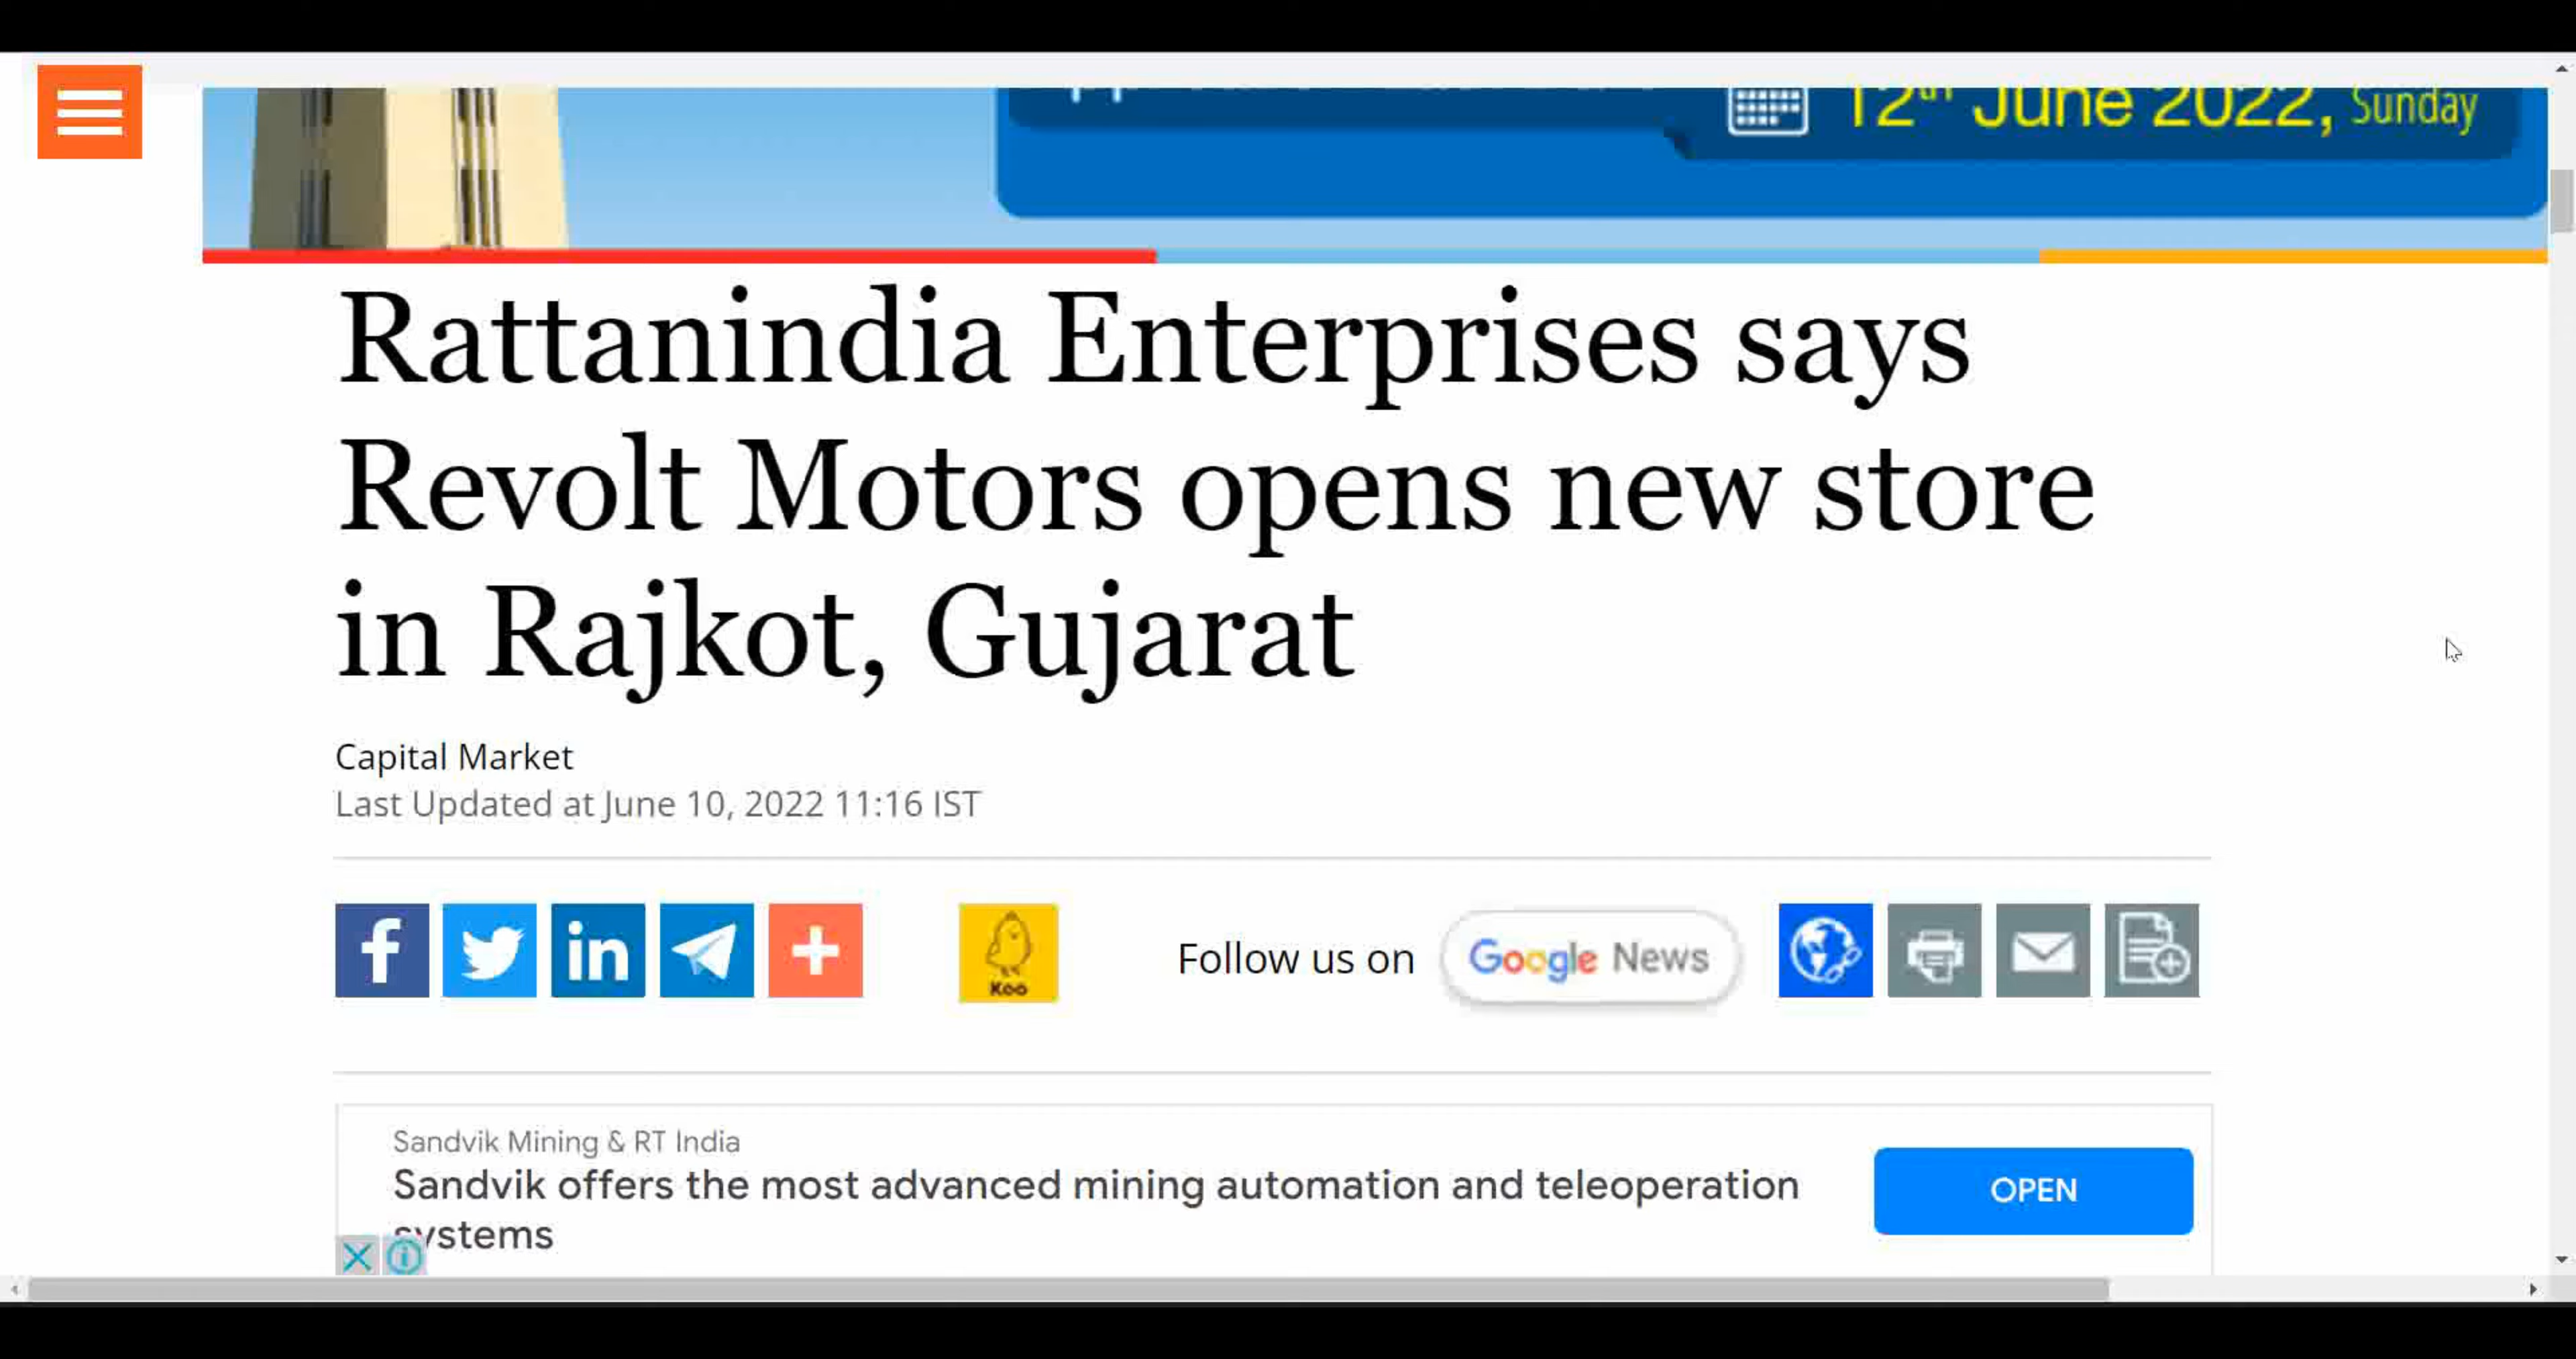 12th June 2022, Sunday
Rattanindia Enterprises says
Revolt Motors opens new store
in Rajkot, Gujarat
Capital Market
Last Updated at June 10, 2022 11:16 IST
f
in
Koo
Follow us on Google News
Sandvik Mining & RT India
Sandvik offers the most advanced mining automation and teleoperation
systems
OPEN